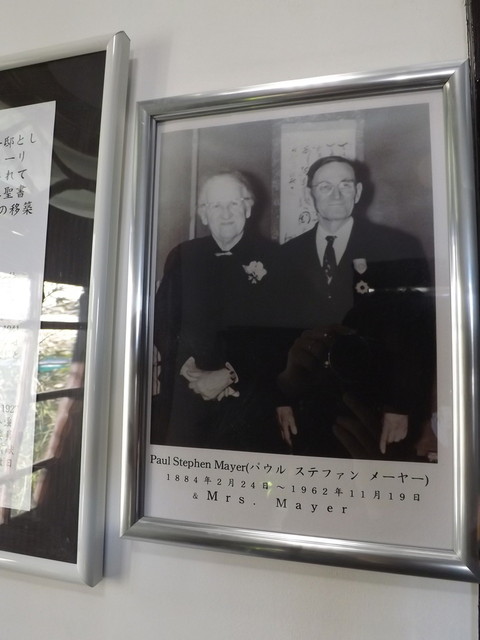 邸とし
ーリ
れて
聖書
の移築
Paul Stephen Mayer(パウル ステファン メーヤー)
1884年2月24日～1962年11月19日
& Mrs. Mayer